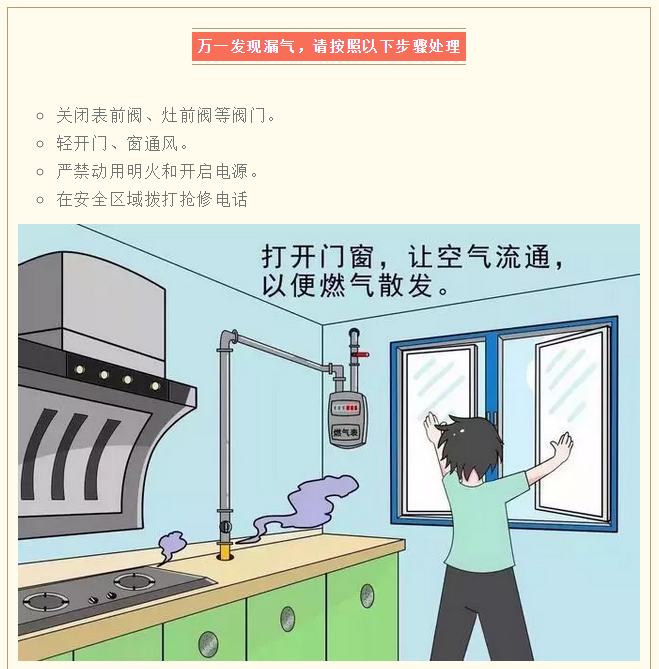 万一发现漏气，请按照以下步骤处理
关闭表前阀、灶前阀等阀门。
轻开门、窗通风。
严禁动用明火和开启电源。
在安全区域拨打抢修电话
打开门窗，让空气流通，
以便燃气散发。
燃气表